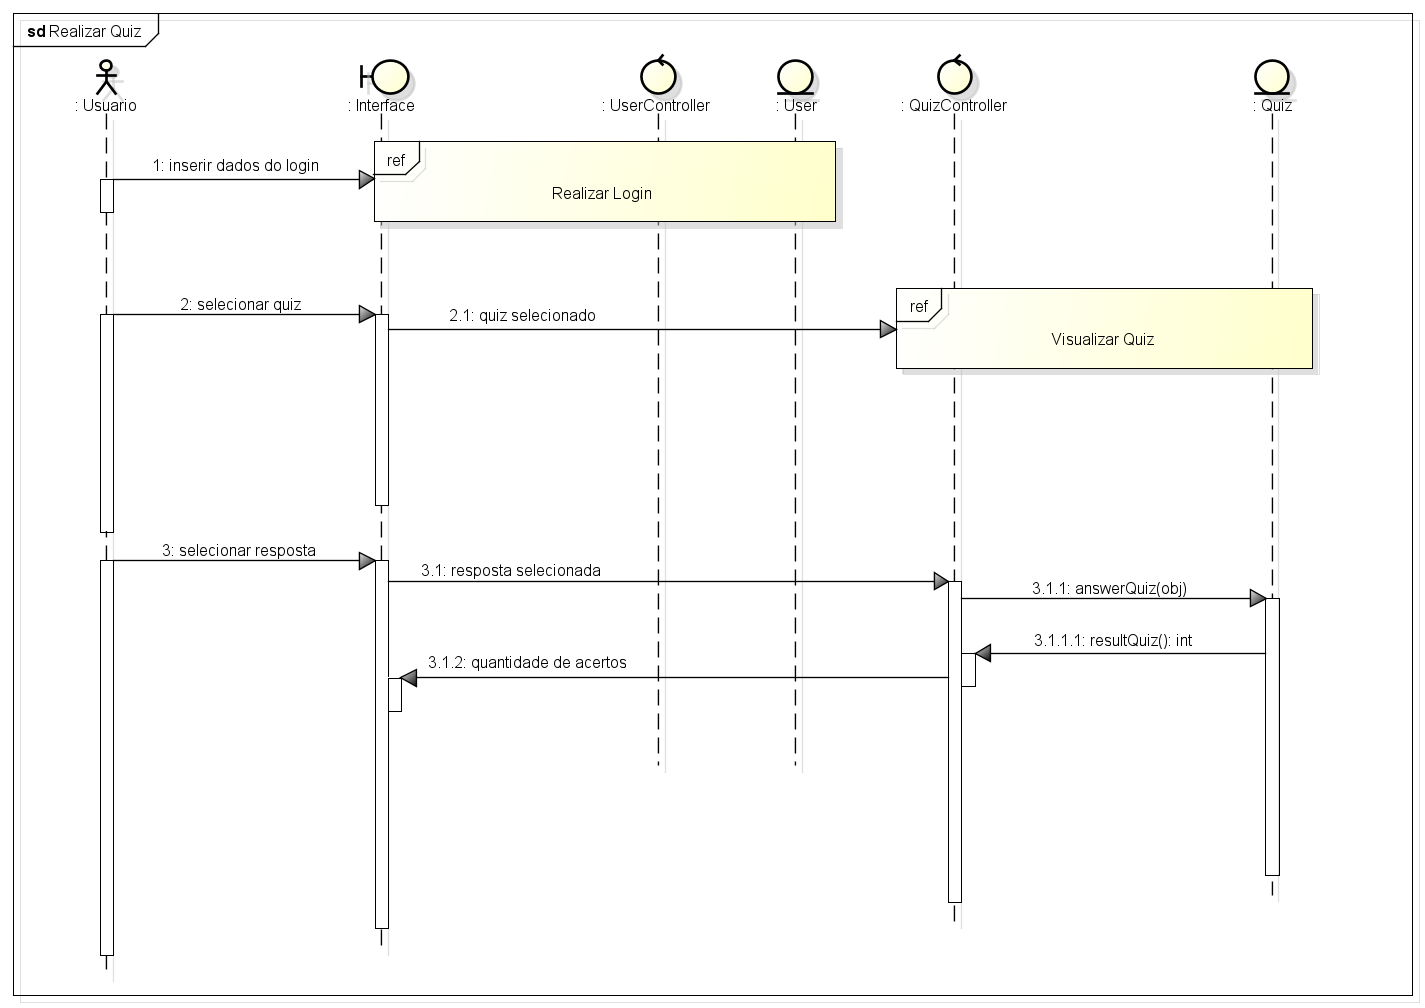 sd Realizar Quiz
: Usuario
: Interface
: UserController
: User
: QuizController
: Quiz
1: inserir dados do login
ref
Realizar Login
2: selecionar quiz
2.1: quiz selecionado
ref
Visualizar Quiz
3: selecionar resposta
3.1: resposta selecionada
3.1.1: answerQuiz(obj)
3.1.1.1: resultQuiz(): int
3.1.2: quantidade de acertos